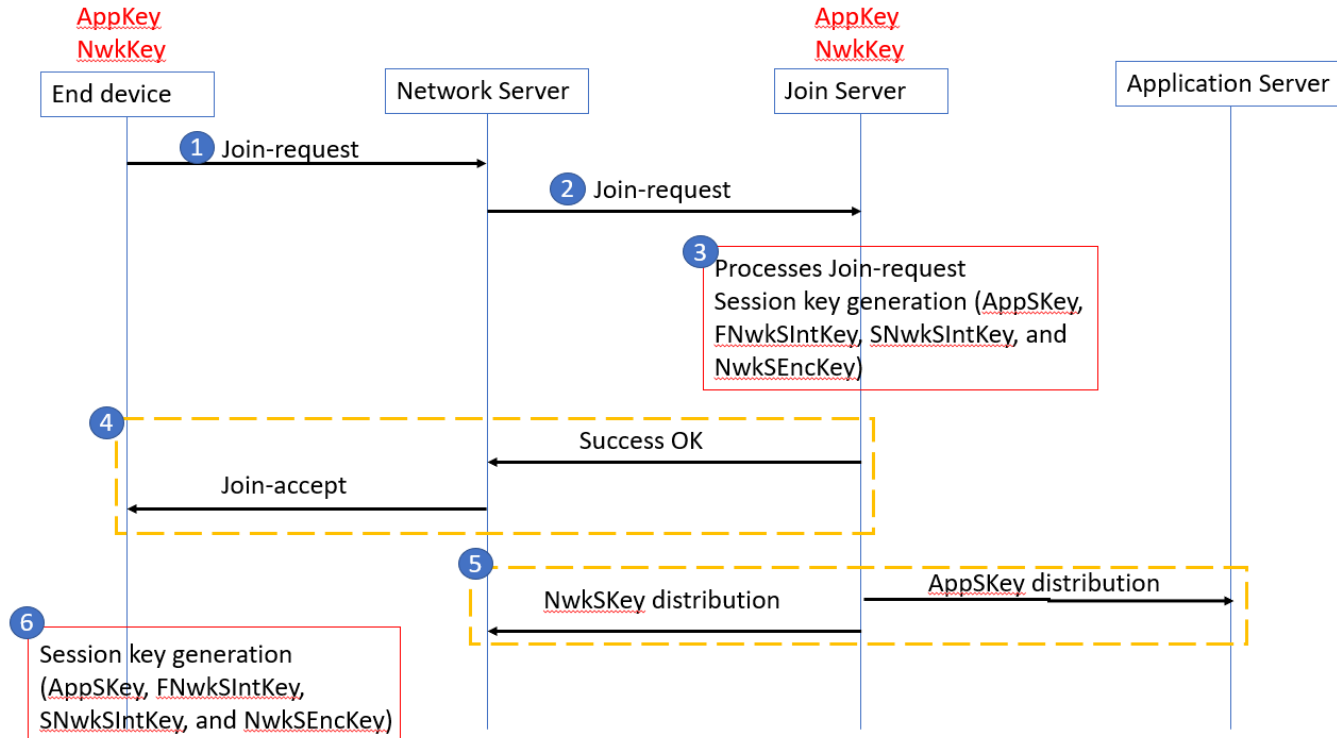 AppKey
NwkKey
AppKey
NwkKey
End device
Network Server
Join Server
Application Server
1 Join-request
2 Join-request
3
Processes Join-request
Session key generation (AppSKey,
FNwkSIntKey, SNwkSIntKey, and
NwkSEncKey)
4
Success OK
Join-accept
5
AppSKey distribution
NwkSKey distribution
6
Session key generation
(AppSKey, FNwkSIntKey,
SNwkSIntKey, and NwkSEncKey)